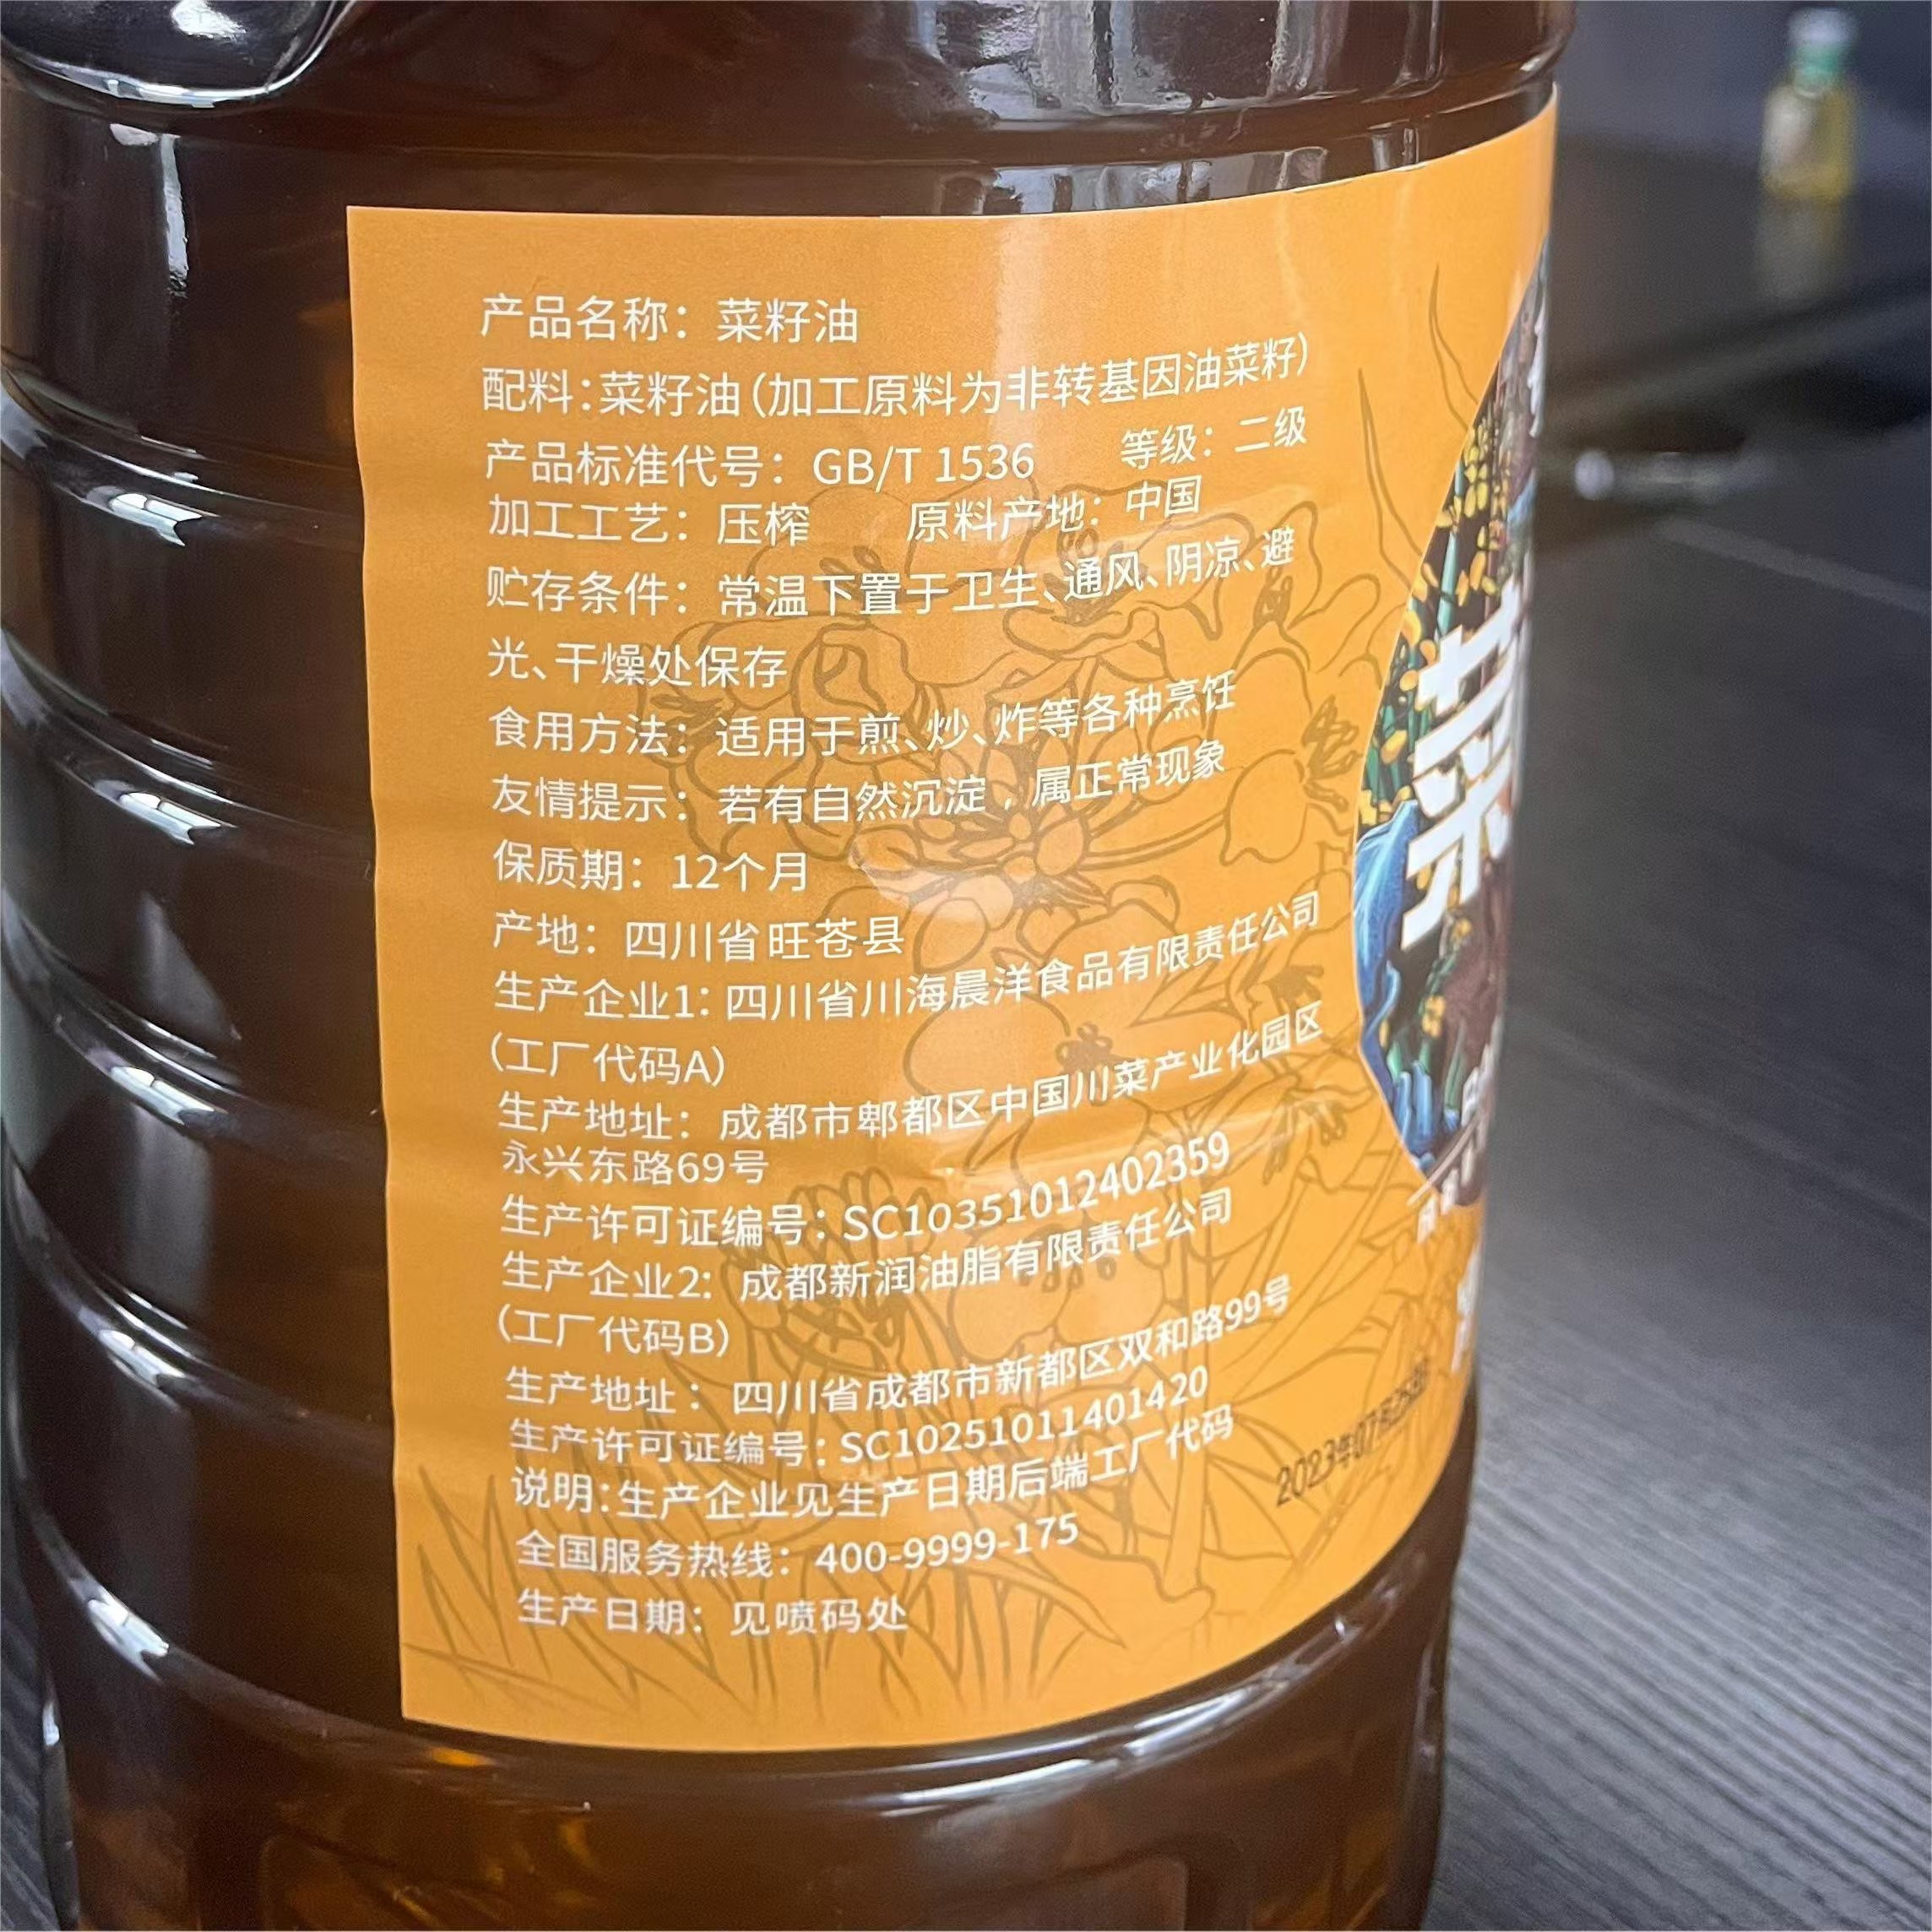 产品名称：菜籽油
配料：菜籽油（加工原料为非转基因油菜籽）
产品标准代号：GB/T 1536 等级：二级
加工工艺：压榨 原料产地：中国
贮存条件：常温下置于卫生、通风、阴凉、避
光、干燥处保存
食用方法：适用于煎、炒、炸等各种烹饪
友情提示：若有自然沉淀，属正常现象
保质期：12个月
产地：四川省旺苍县
生产企业1：四川省川海晨洋食品有限责任公司
（工厂代码A）
生产地址：成都市郫都区中国川菜产业化园区
永兴东路69号
生产许可证编号：SC10351012402359
生产企业2：成都新润油脂有限责任公司
（工厂代码B）
生产地址：四川省成都市新都区双和路99号
生产许可证编号：SC10251011401420
说明：生产企业见生产日期后端工厂代码
全国服务热线：400-9999-175
生产日期：见喷码处
菜
2023年07月